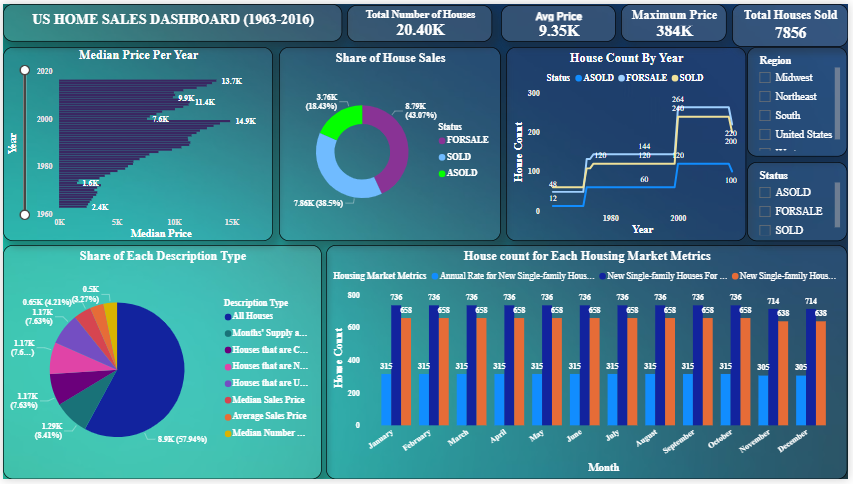 US HOME SALES DASHBOARD (1963-2016)
Total Number of Houses
20.40K
Avg Price
9.35K
Maximum Price
384K
Total Houses Sold
7856
Median Price Per Year
2020
2000
1980
1960
Year
13.7K
9.9K
11.4K
7.6K
14.9K
1.6K
2.4K
0K
5K
10K
15K
Median Price
Share of House Sales
3.76K
(18.43%)
8.79K
(43.07%)
7.86K (38.5%)
Status
FORSALE
SOLD
ASOLD
House Count By Year
Status
ASOLD
FORSALE
SOLD
300
200
100
0
House Count
48
12
120
144
120
60
264
240
120
220
200
100
1980
2000
Year
Region
Midwest
Northeast
South
United States
Status
ASOLD
FORSALE
SOLD
Share of Each Description Type
0.5K
(3.27%)
0.65K (4.21%)
1.17K
(7.63%)
1.17K
(7.6...)
1.17K
(7.63%)
1.29K
(8.41%)
8.9K (57.94%)
Description Type
All Houses
Months' Supply a...
Houses that are C...
Houses that are N...
Houses that are U...
Median Sales Price
Average Sales Price
Median Number ...
House count for Each Housing Market Metrics
Housing Market Metrics
Annual Rate for New Single-family Hous...
New Single-family Houses For ...
New Single-family Hous...
800
600
400
200
0
House Count
736 736 736 736 736 736 736 736 736 736 714 714
658 658 658 658 658 658 658 658 658 658 638 638
315 315 315 315 315 315 315 315 315 315 305 305
January
February
March
April
May
June
July
August
September
October
November
December
Month